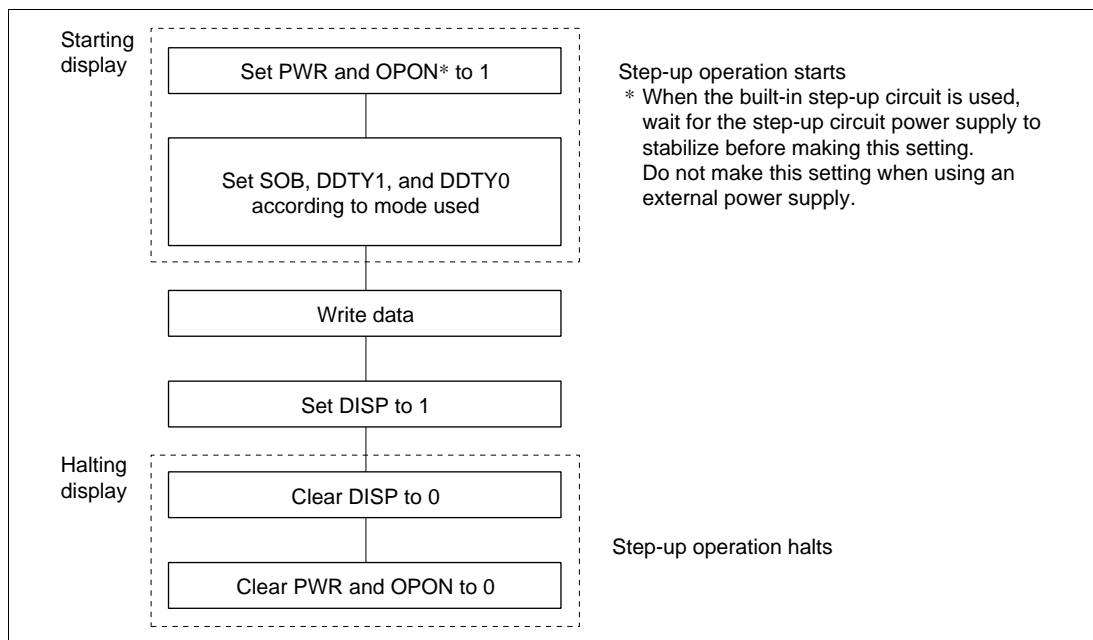 Starting
display
Set PWR and OPON* to 1
Step-up operation starts
* When the built-in step-up circuit is used,
wait for the step-up circuit power supply to
stabilize before making this setting.
Do not make this setting when using an
external power supply.
Set SOB, DDTY1, and DDTY0
according to mode used
Write data
Set DISP to 1
Halting
display
Clear DISP to 0
Step-up operation halts
Clear PWR and OPON to 0